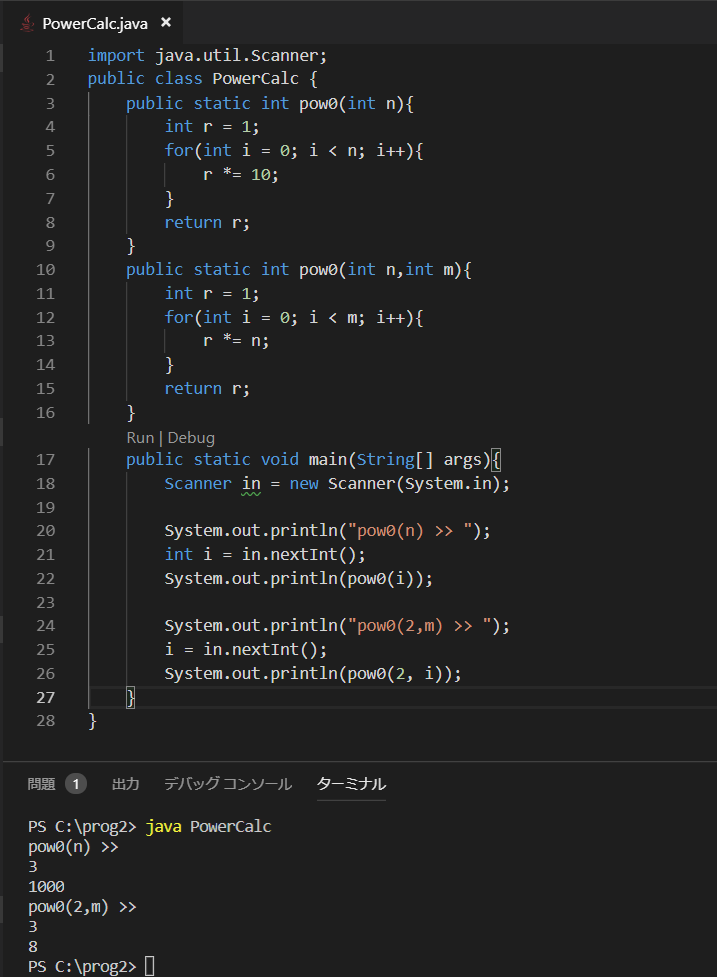 PowerCalc.java ×
1 import java.util.Scanner;
2 public class PowerCalc {
3     public static int pow0(int n){
4         int r = 1;
5         for(int i = 0; i < n; i++){
6             r *= 10;
7         }
8         return r;
9     }
10     public static int pow0(int n,int m){
11         int r = 1;
12         for(int i = 0; i < m; i++){
13             r *= n;
14         }
15         return r;
16     }
Run | Debug
17     public static void main(String[] args){
18         Scanner in = new Scanner(System.in);
19
20         System.out.println("pow0(n) >> ");
21         int i = in.nextInt();
22         System.out.println(pow0(i));
23
24         System.out.println("pow0(2,m) >> ");
25         i = in.nextInt();
26         System.out.println(pow0(2, i));
27     }
28 }
問題 1 出力 デバッグ コンソール ターミナル
PS C:\prog2> java PowerCalc
pow0(n) >>
3
1000
pow0(2,m) >>
3
8
PS C:\prog2>